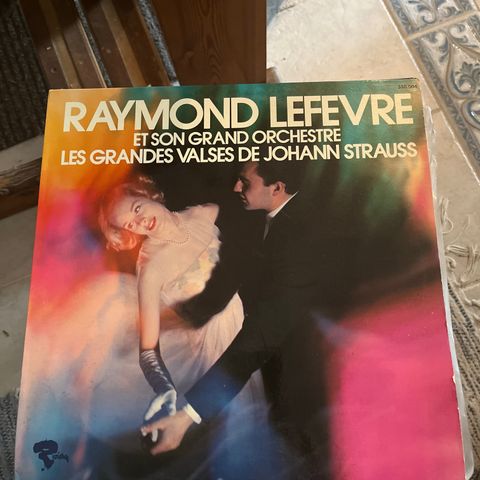 RAYMOND LEFEVRE
ET SON GRAND ORCHESTRE
LES GRANDES VALSES DE JOHANN STRAUSS